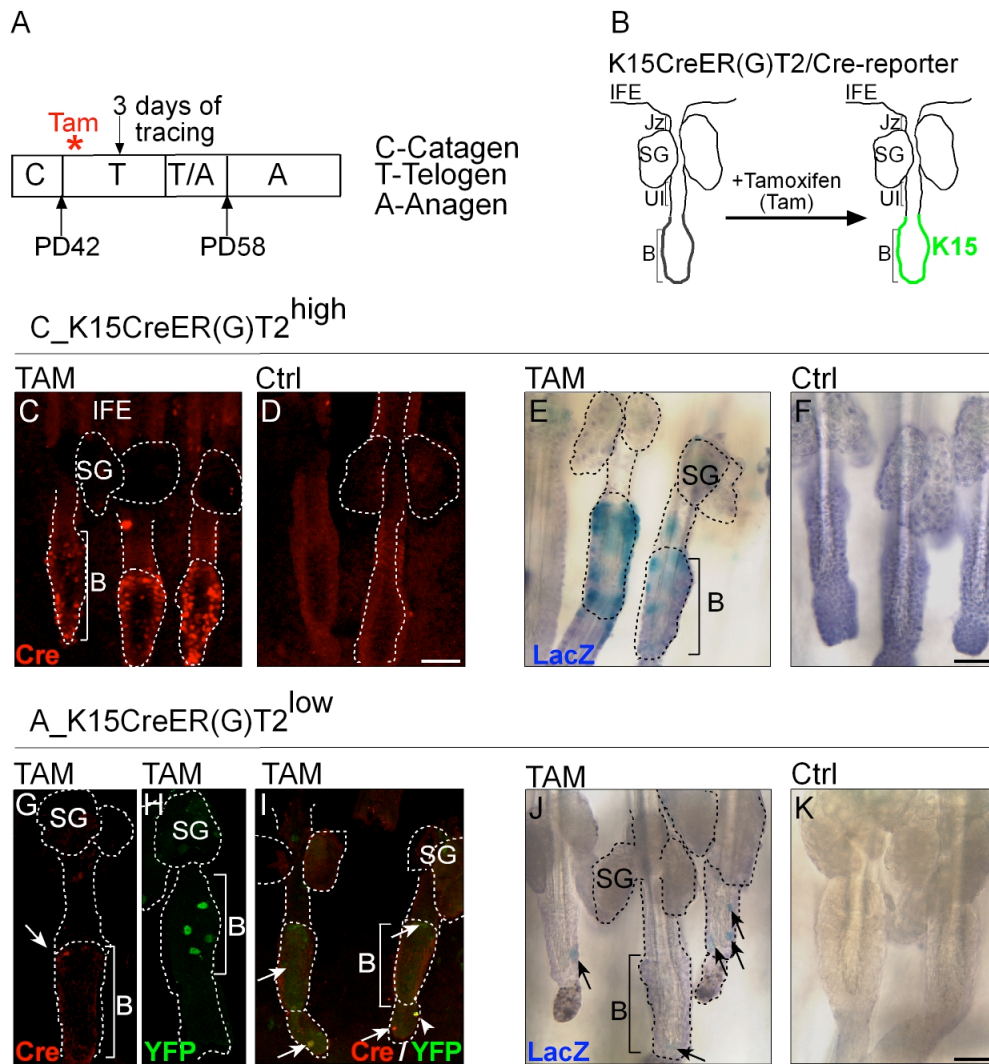 A
Tam
*
3 days of
tracing
C
T
T/A
A
PD42
PD58
C-Catagen
T-Telogen
A-Anagen
B
K15CreER(G)T2/Cre-reporter
IFE
Jz
SG
UI
B
+Tamoxifen
(Tam)
IFE
Jz
SG
UI
B
K15
C_K15CreER(G)T2high
TAM
Ctrl
TAM
Ctrl
C
IFE
SG
B
Cre
D
E
SG
B
LacZ
F
A_K15CreER(G)T2low
TAM
TAM
TAM
TAM
Ctrl
G
SG
B
Cre
H
SG
B
YFP
I
SG
B
B
Cre/YFP
J
SG
B
LacZ
K